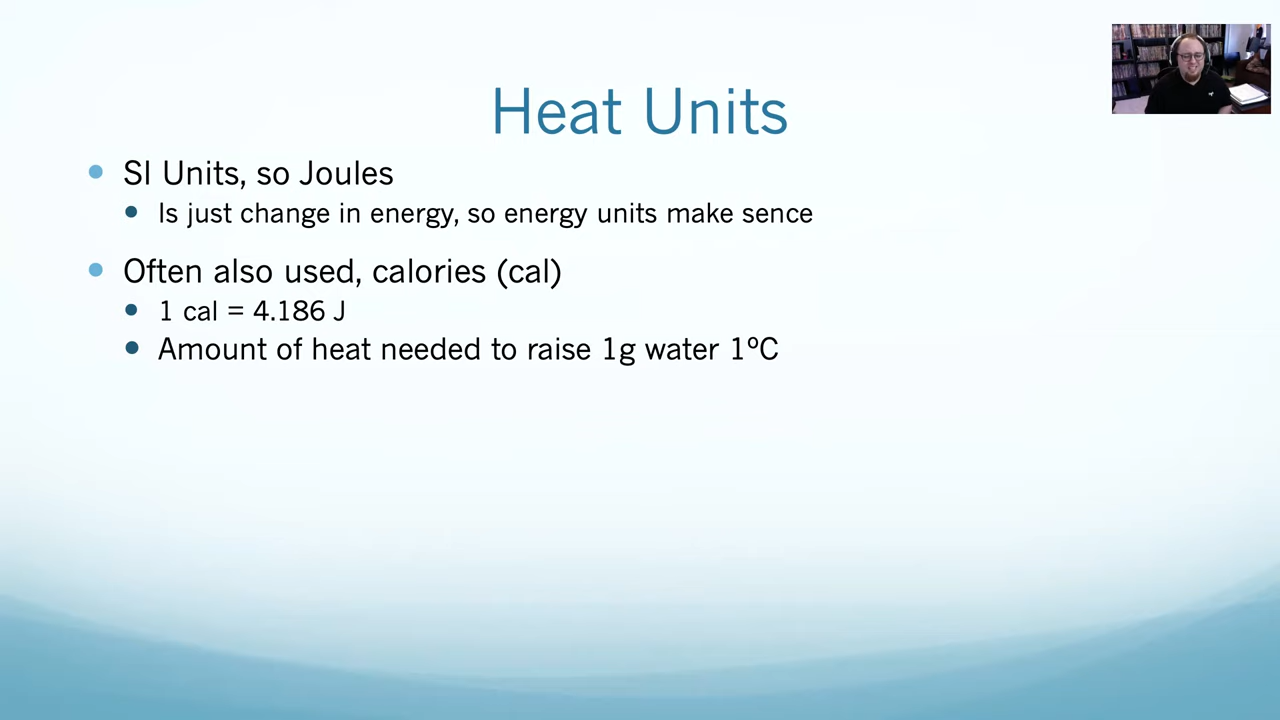 Heat Units
SI Units, so Joules
Is just change in energy, so energy units make sence
Often also used, calories (cal)
1 cal = 4.186 J
Amount of heat needed to raise 1g water 1ºC